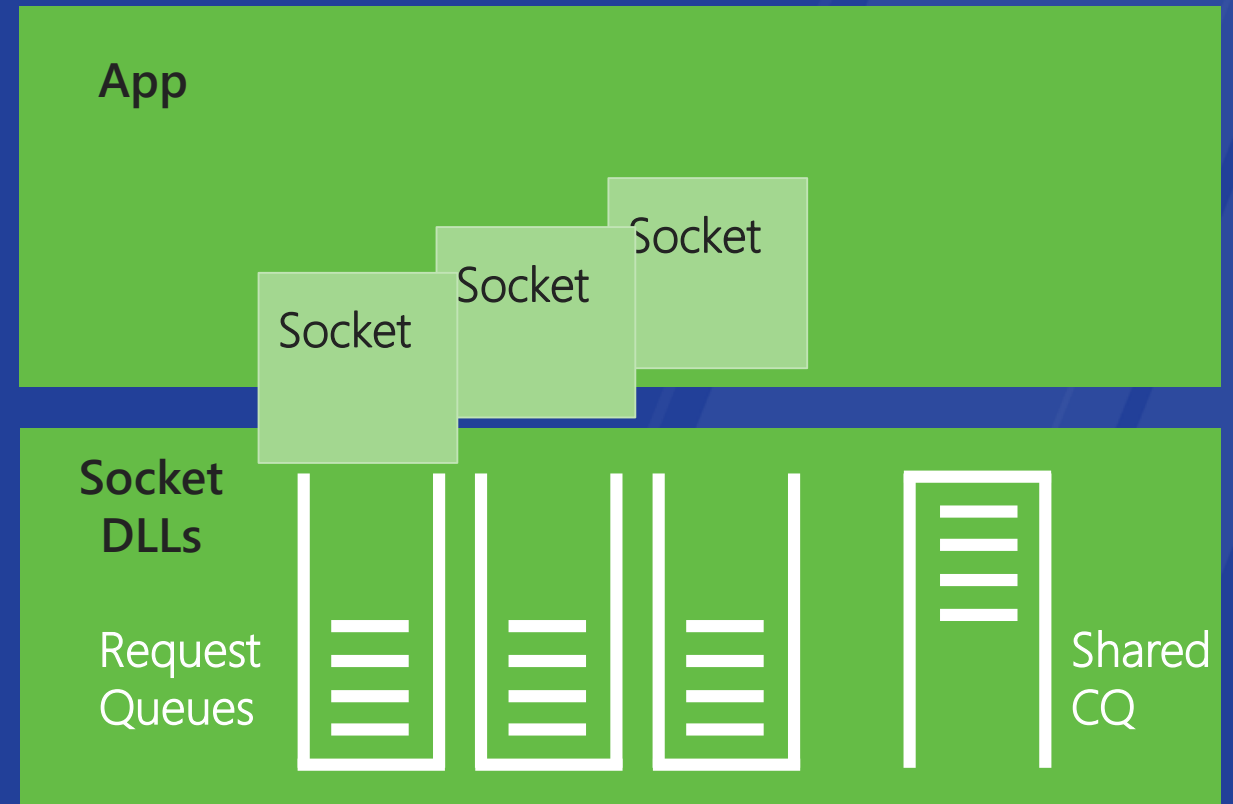 App
Socket
Socket
Socket
Socket
DLLs
Request
Queues
Shared
CQ